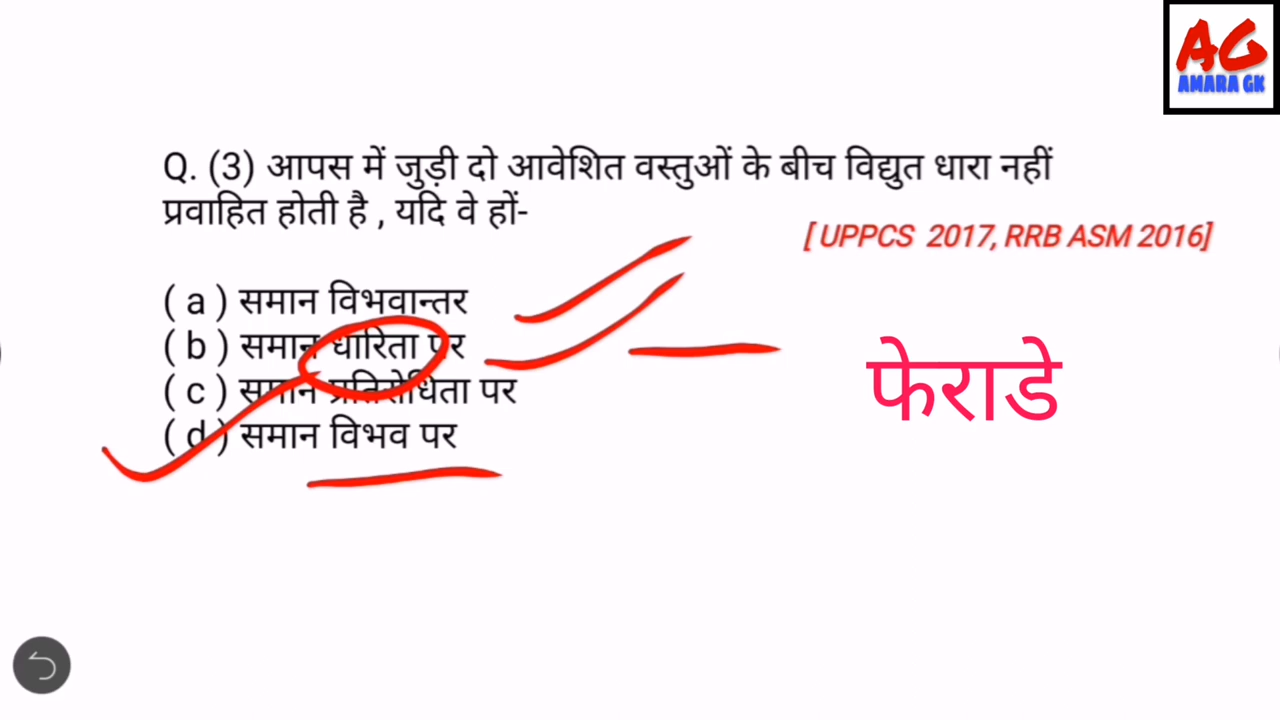 AG
AMARA GK
Q. (3) आपस में जुड़ी दो आवेशित वस्तुओं के बीच विद्युत धारा नहीं
प्रवाहित होती है , यदि वे हों-
[ UPPCS 2017, RRB ASM 2016]
( a ) समान विभवान्तर
( b ) समान धारिता पर
( c ) समान प्रतिरोधिता पर
( d ) समान विभव पर
फेराडे